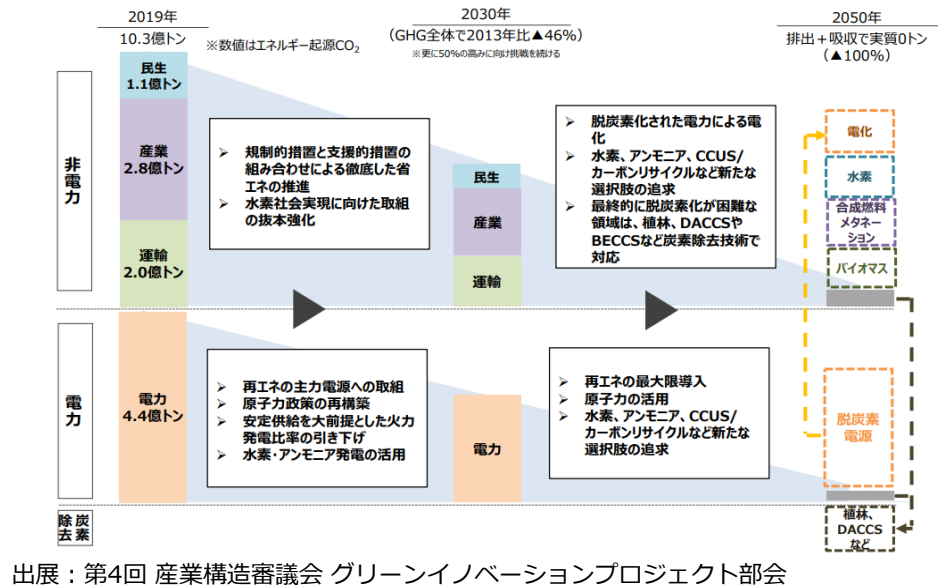 2019年
10.3億トン
※数値はエネルギー起源CO₂
2030年
（GHG全体で2013年比▲46%）
※更に50%の高みに向け挑戦を続ける
2050年
排出＋吸収で実質0トン
（▲100%）
非電力
民生
1.1億トン
産業
2.8億トン
運輸
2.0億トン
➢ 規制的措置と支援的措置の
組み合わせによる徹底した省
エネの推進
➢ 水素社会実現に向けた取組
の抜本強化
民生
産業
運輸
➢ 脱炭素化された電力による電
化
➢ 水素、アンモニア、CCUS/
カーボンリサイクルなど新たな
選択肢の追求
➢ 最終的に脱炭素化が困難な
領域は、植林、DACCSや
BECCSなど炭素除去技術で
対応
電化
水素
合成燃料
メタネー
ション
バイオマス
電力
電力
4.4億トン
➢ 再エネの主力電源への取組
➢ 原子力政策の再構築
➢ 安定供給を大前提とした火力
発電比率の引き下げ
➢ 水素・アンモニア発電の活用
電力
➢ 再エネの最大限導入
➢ 原子力の活用
➢ 水素、アンモニア、CCUS/
カーボンリサイクルなど新たな
選択肢の追求
脱炭素
電源
炭素除去
植林、
DACCS
など
出展：第4回 産業構造審議会 グリーンイノベーションプロジェクト部会